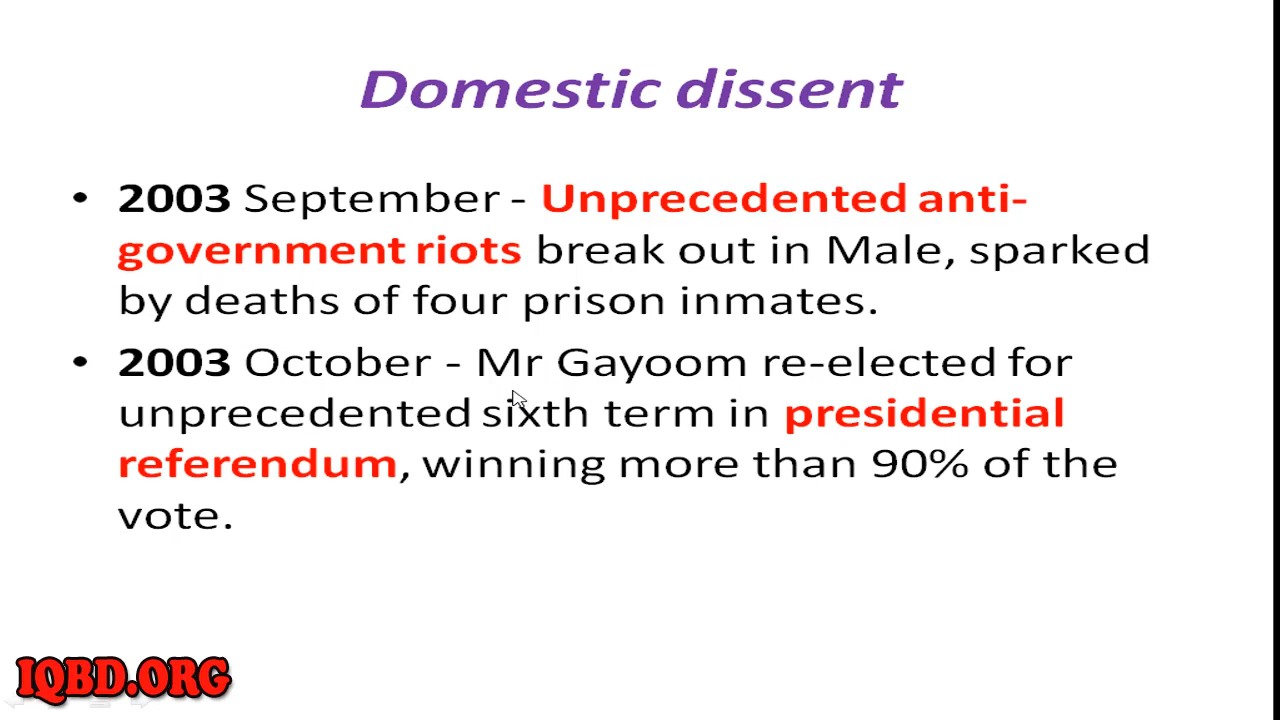 Domestic dissent
• 2003 September - Unprecedented anti-
government riots break out in Male, sparked
by deaths of four prison inmates.
• 2003 October - Mr Gayoom re-elected for
unprecedented sixth term in presidential
referendum, winning more than 90% of the
vote.
IQBD.ORG